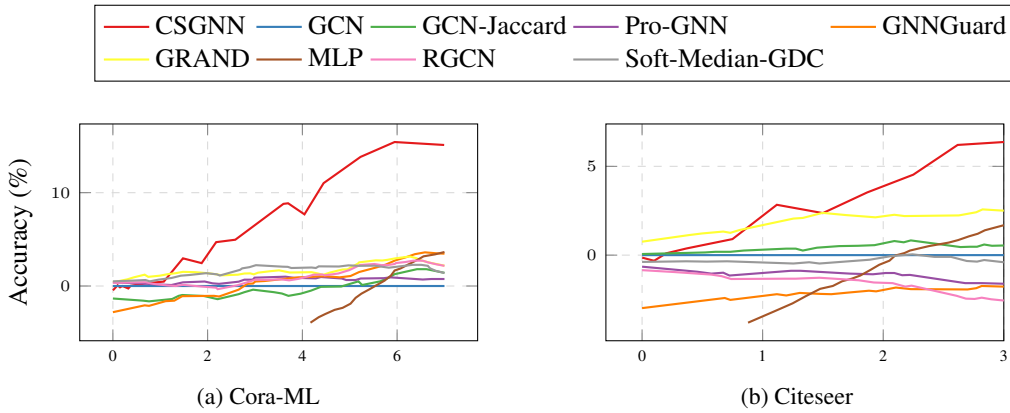 CSGNN GCN GCN-Jaccard Pro-GNN GNNGuard
GRAND MLP RGCN Soft-Median-GDC
Accuracy (%)
10
0
0 2 4 6
(a) Cora-ML
5
0
0 1 2 3
(b) Citeseer